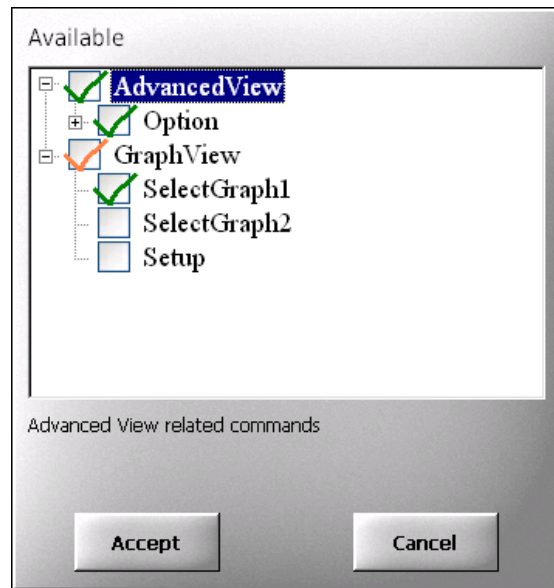 Available
AdvancedView
Option
GraphView
SelectGraph1
SelectGraph2
Setup
Advanced View related commands
Accept Cancel